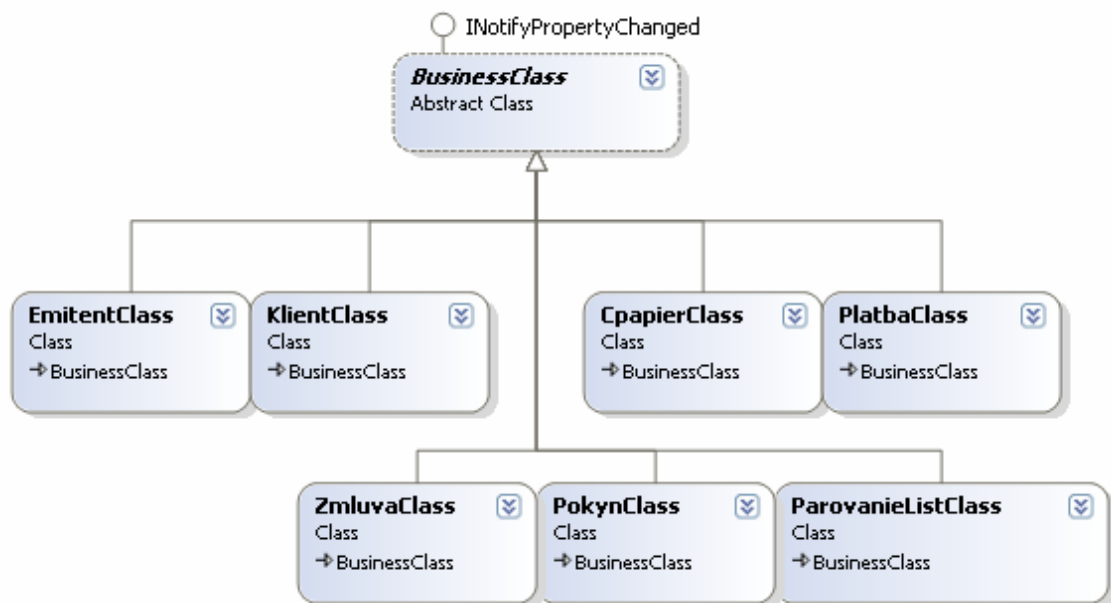 INotifyPropertyChanged
BusinessClass
Abstract Class
EmitentClass
Class
BusinessClass
KlientClass
Class
BusinessClass
CpapierClass
Class
BusinessClass
PlatbaClass
Class
BusinessClass
ZmluvaClass
Class
BusinessClass
PokynClass
Class
BusinessClass
ParovanieListClass
Class
BusinessClass